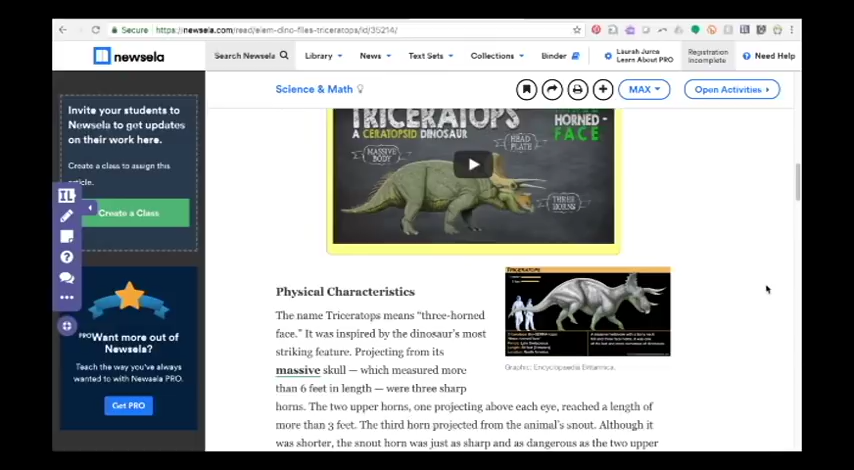 Secure
https://newsela.com/read/elem-dino-files-triceratops/id/35214/
newsela
Search Newsela
Library
News
Text Sets
Collections
Binder
Laurah Jurca
Learn About PRO
Registration
Incomplete
Need Help
Science & Math
MAX
Open Activities
Invite your students to
Newsela to get updates
on their work here.
Create a class to assign this
article.
Create a Class
PRO Want more out of
Newsela?
Teach the way you've always
wanted to with Newsela PRO.
Get PRO
TRICERATOPS
A CERATOPSID DINOSAUR
HORNED-
FACE
MASSIVE
BODY
HEAD
PLATE
THREE
HORNS
TRICERATOPS
Physical Characteristics
The name Triceratops means “three-horned
face.” It was inspired by the dinosaur’s most
striking feature. Projecting from its
massive skull — which measured more
than 6 feet in length — were three sharp
horns. The two upper horns, one projecting above each eye, reached a length of
more than 3 feet. The third horn projected from the animal’s snout. Although it
was shorter, the snout horn was just as sharp and as dangerous as the two upper
Graphic: Encyclopaedia Britannica.